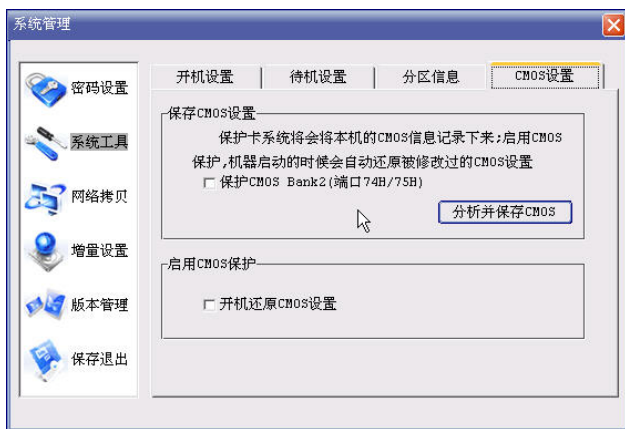 系统管理
密码设置
系统工具
网络拷贝
增量设置
版本管理
保存退出
开机设置
待机设置
分区信息
CMOS设置
保存CMOS设置
保护卡系统将会将本机的CMOS信息记录下来;启用CMOS
保护,机器启动的时候会自动还原被修改过的CMOS设置
保护CMOS Bank2(端口74H/75H)
分析并保存CMOS
启用CMOS保护
开机还原CMOS设置